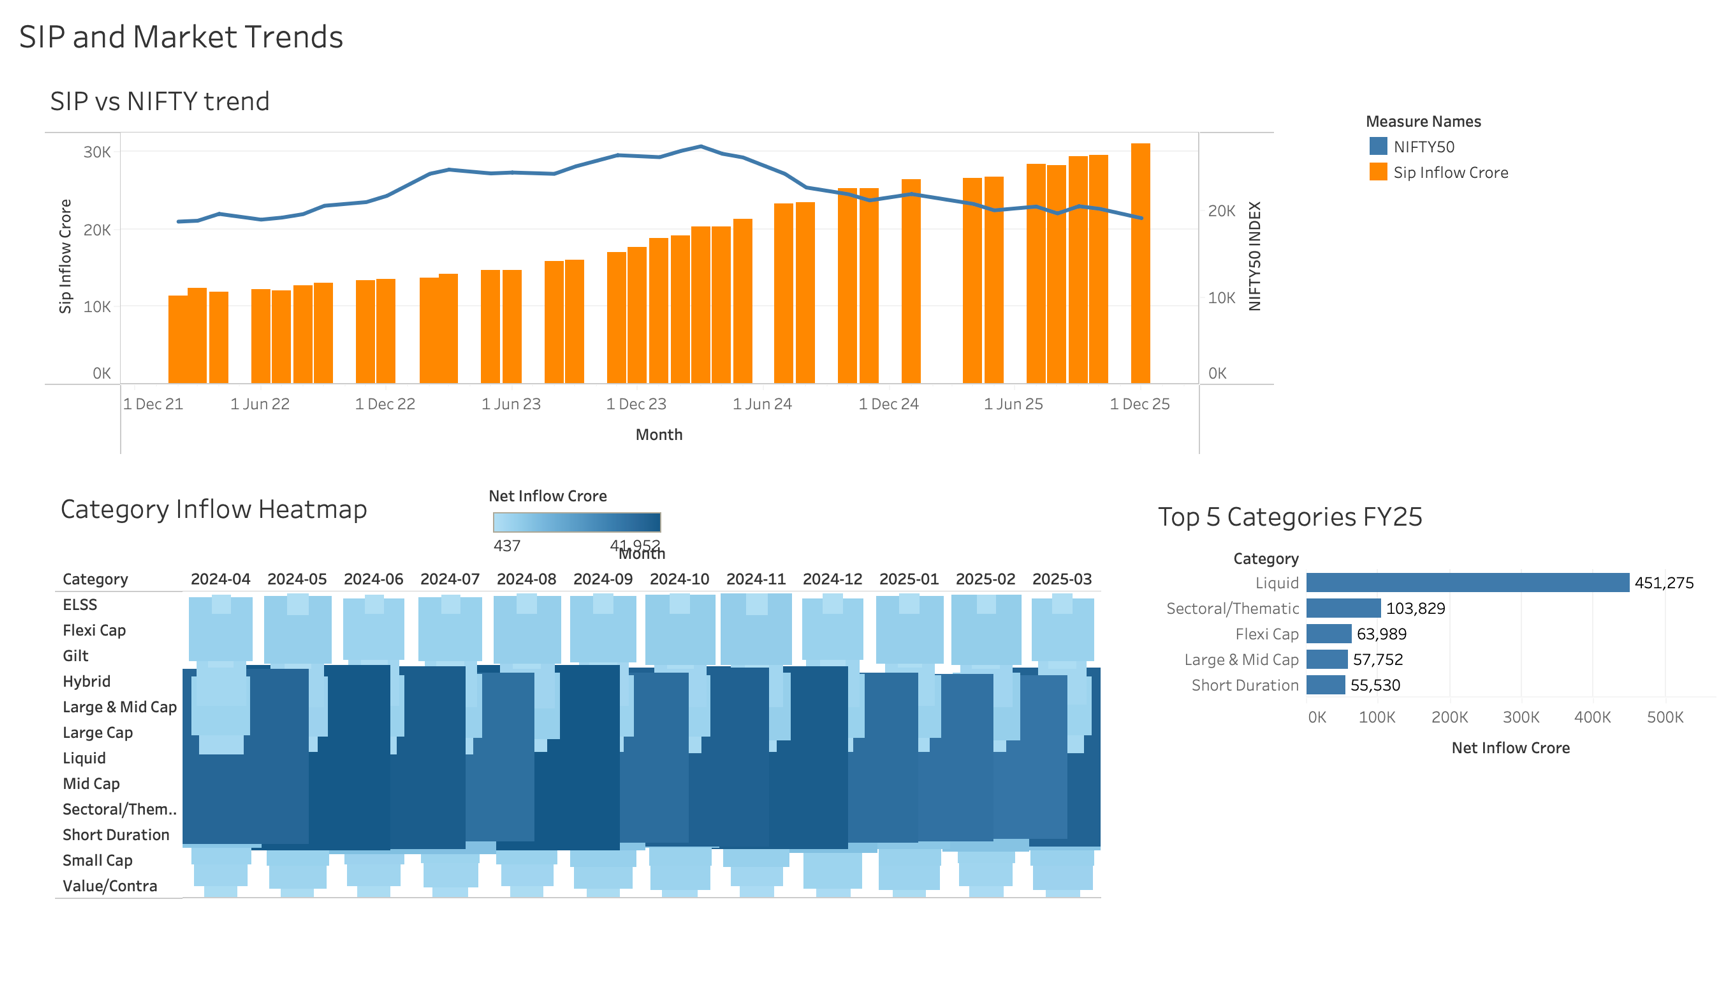 SIP and Market Trends
SIP vs NIFTY trend
Measure Names
NIFTY50
Sip Inflow Crore
Sip Inflow Crore
30K
20K
10K
0K
20K
10K
0K
NIFTY50 INDEX
1 Dec 21 1 Jun 22 1 Dec 22 1 Jun 23 1 Dec 23 1 Jun 24 1 Dec 24 1 Jun 25 1 Dec 25
Month
Category Inflow Heatmap
Net Inflow Crore
437 41,952
Month
Category 2024-04 2024-05 2024-06 2024-07 2024-08 2024-09 2024-10 2024-11 2024-12 2025-01 2025-02 2025-03
ELSS
Flexi Cap
Gilt
Hybrid
Large & Mid Cap
Large Cap
Liquid
Mid Cap
Sectoral/Them..
Short Duration
Small Cap
Value/Contra
Top 5 Categories FY25
Category
Liquid 451,275
Sectoral/Thematic 103,829
Flexi Cap 63,989
Large & Mid Cap 57,752
Short Duration 55,530
0K 100K 200K 300K 400K 500K
Net Inflow Crore